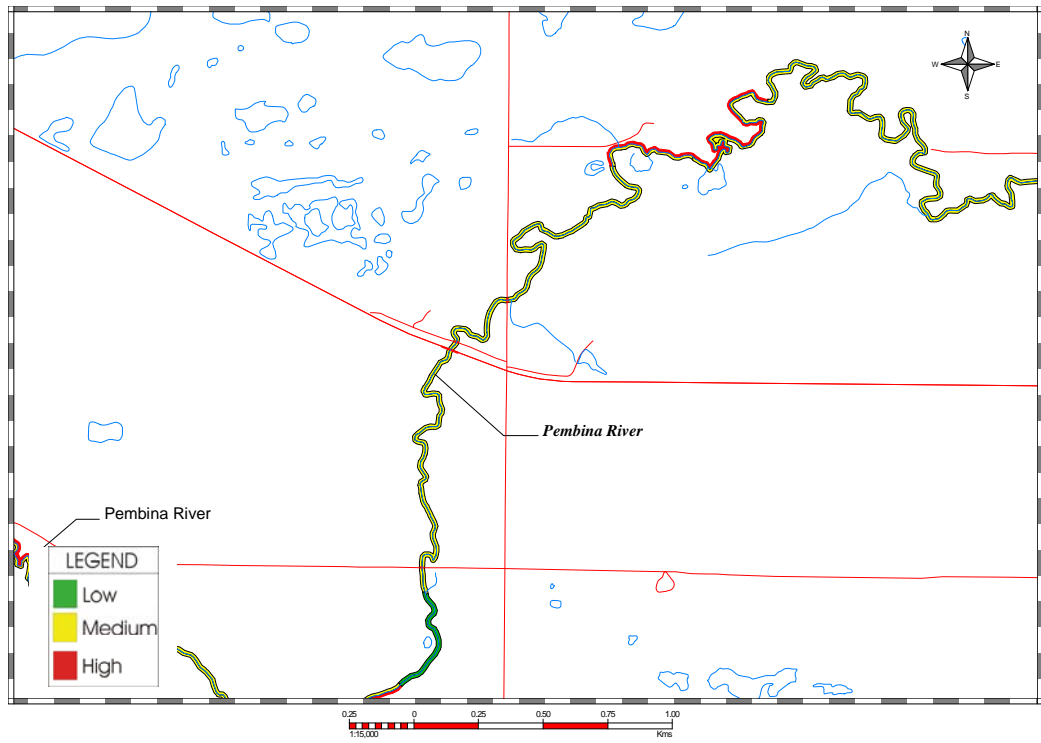 N
W E
S
Pembina River
Pembina River
LEGEND
Low
Medium
High
0.25 0 0.25 0.50 0.75 1.00
1:15,000 Kms